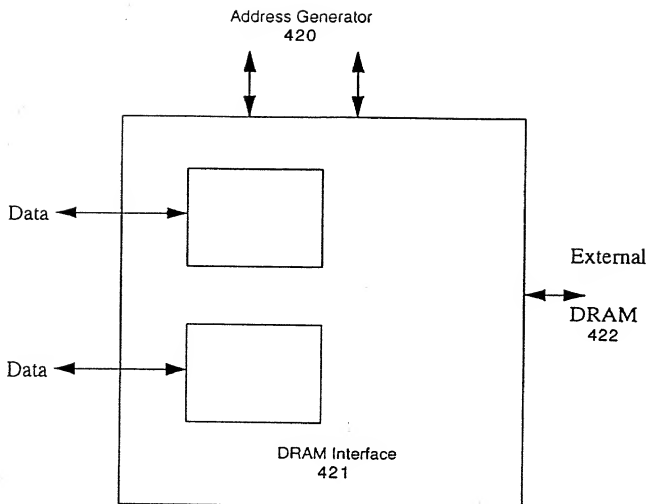 Address Generator
420
Data
External
DRAM
422
Data
DRAM Interface
421